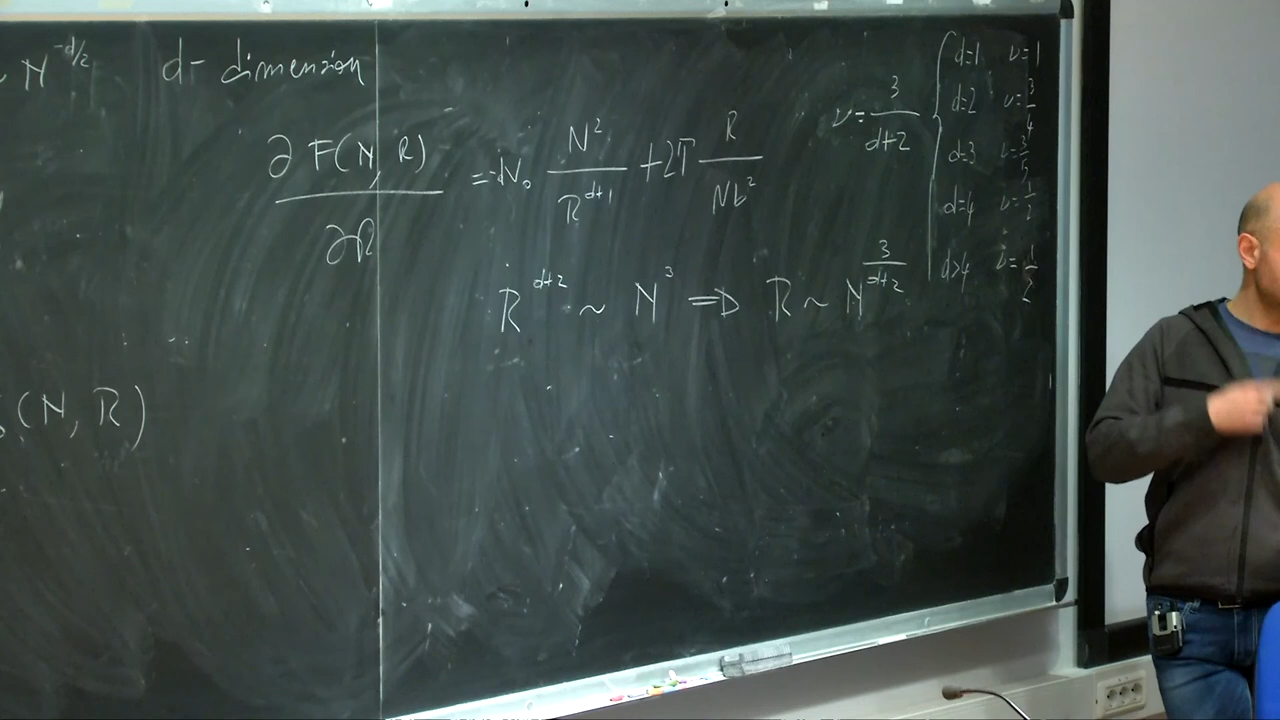 ~ N^{-d/2} d - dimension
∂F(N, R) / ∂R = -N₀ N² / R^{d+1} + 2T R / Nb²
R^{d+2} ~ N³ ⇒ R ~ N^{3/d+2}
(N, R)
ν = 3 / d+2 {
d=1 ν=1
d=2 ν=3/4
d=3 ν=3/5
d=4 ν=1/2
d>4 ν=1/2